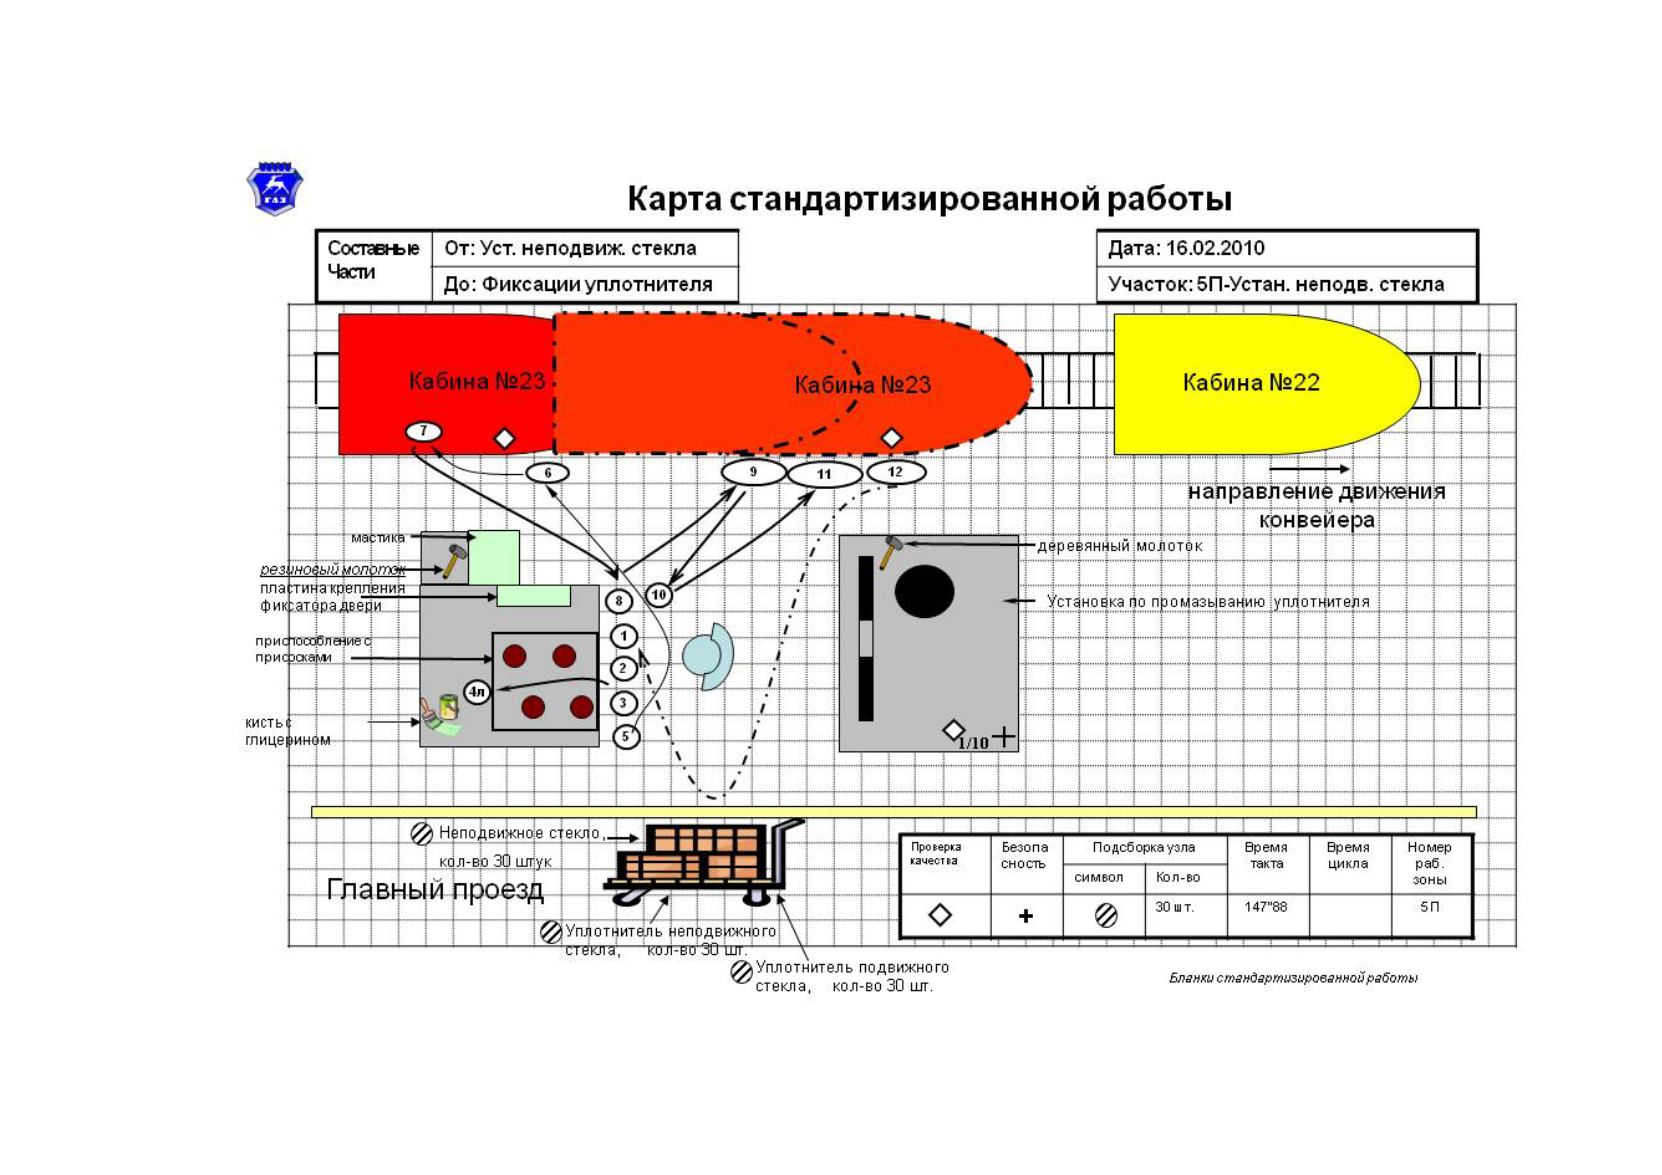 ГАЗ
Карта стандартизированной работы
Составные
Части
От: Уст. неподвиж. стекла
До: Фиксации уплотнителя
Дата: 16.02.2010
Участок: 5П-Устан. неподв. стекла
Кабина №23
Кабина №23
Кабина №22
7
6
9
11
12
направление движения
конвейера
мастика
резиновый молоток
пластина крепления
фиксатора двери
приспособление с
присосками
кисть с
глицерином
8
10
1
2
4л
3
5
деревянный молоток
Установка по промазыванию уплотнителя
1/10
Неподвижное стекло,
кол-во 30 штук
Главный проезд
Уплотнитель неподвижного
стекла, кол-во 30 шт.
Уплотнитель подвижного
стекла, кол-во 30 шт.
Проверка
качества
Безопа
сность
Подсборка узла
символ
Кол-во
Время
такта
Время
цикла
Номер
раб.
зоны
30 шт.
147"88
5П
Бланки стандартизированной работы